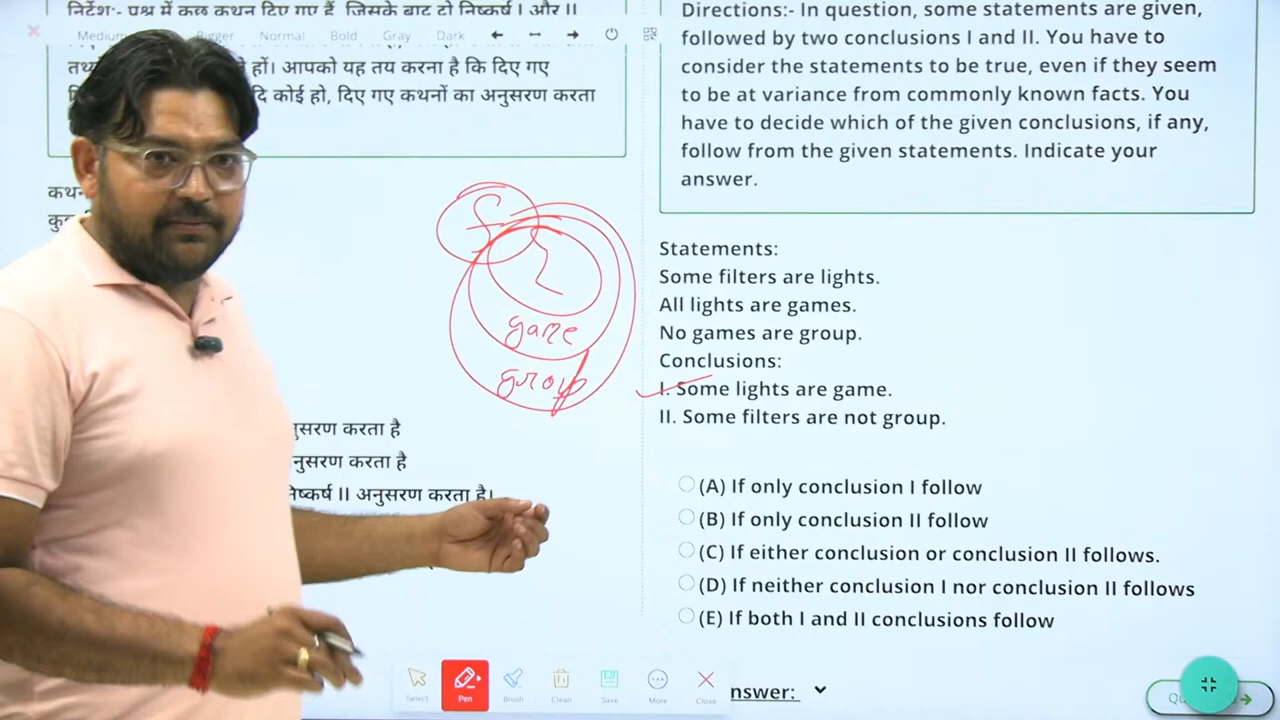 निर्देश:- प्रश्न में कुछ कथन दिए गए हैं, जिसके बाद दो निष्कर्ष I और II
Medium Bigger Normal Bold Gray Dark
हों। आपको यह तय करना है कि दिए गए
कोई हो, दिए गए कथनों का अनुसरण करता
Directions:- In question, some statements are given,
followed by two conclusions I and II. You have to
consider the statements to be true, even if they seem
to be at variance from commonly known facts. You
have to decide which of the given conclusions, if any,
follow from the given statements. Indicate your
answer.
f
L
game
group
Statements:
Some filters are lights.
All lights are games.
No games are group.
Conclusions:
I. Some lights are game.
II. Some filters are not group.
करता है
करता है
II अनुसरण करता है।
(A) If only conclusion I follow
(B) If only conclusion II follow
(C) If either conclusion or conclusion II follows.
(D) If neither conclusion I nor conclusion II follows
(E) If both I and II conclusions follow
Select Pen Brush Clean Save More Close